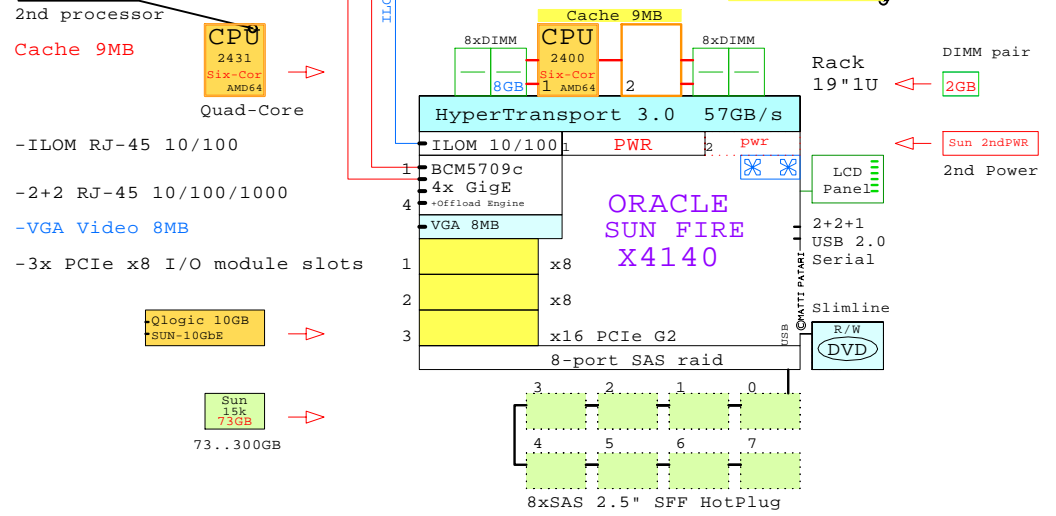 2nd processor
Cache 9MB
CPU
2431
Six-Cor
AMD64
Quad-Core
-ILOM RJ-45 10/100
-2+2 RJ-45 10/100/1000
-VGA Video 8MB
-3x PCIe x8 I/O module slots
Qlogic 10GB
SUN-10GbE
Sun
15k
73GB
73..300GB
Cache 9MB
8xDIMM
CPU
2400
Six-Cor
1 AMD64
2
8xDIMM
8GB
HyperTransport 3.0 57GB/s
ILOM 10/100
1 PWR
2 pwr
1 BCM5709c
4x GigE
4 +Offload Engine
VGA 8MB
ORACLE
SUN FIRE
X4140
1 x8
2 x8
3 x16 PCIe G2
USB
©MATTI PATARI
8-port SAS raid
3 2 1 0
4 5 6 7
8xSAS 2.5" SFF HotPlug
Rack
19"1U
DIMM pair
2GB
Sun 2ndPWR
2nd Power
LCD
Panel
2+2+1
USB 2.0
Serial
Slimline
R/W
DVD